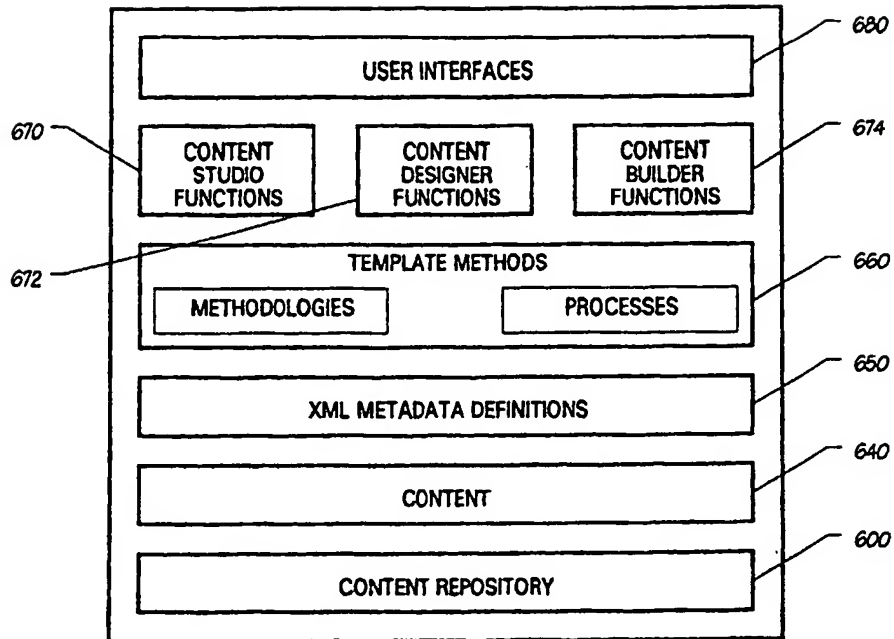 680
USER INTERFACES
670
CONTENT
STUDIO
FUNCTIONS
CONTENT
DESIGNER
FUNCTIONS
CONTENT
BUILDER
FUNCTIONS
674
672
TEMPLATE METHODS
METHODOLOGIES
PROCESSES
660
650
XML METADATA DEFINITIONS
640
CONTENT
600
CONTENT REPOSITORY